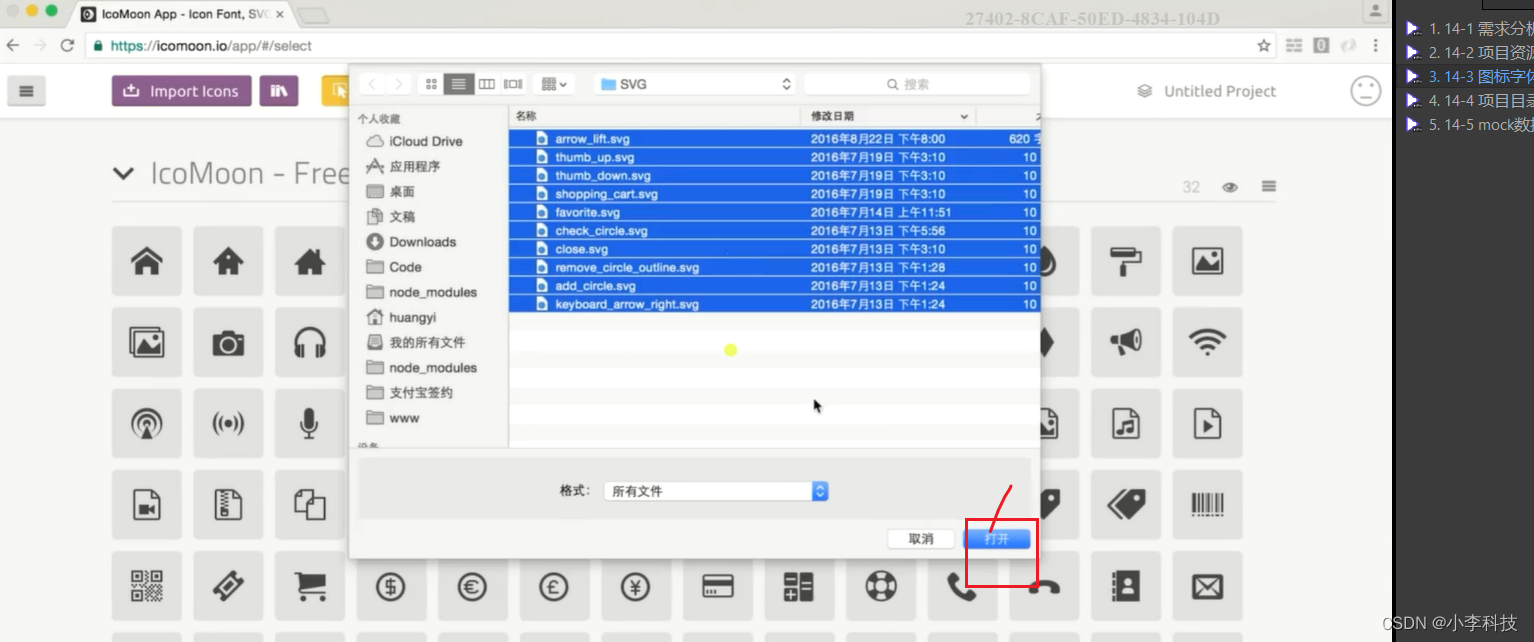 IcoMoon App - Icon Font, SVG
27402-8CAF-50ED-4834-104D
https://icomoon.io/app/#/select
Import Icons
Untitled Project
IcoMoon - Free
32
SVG
搜索
个人收藏
iCloud Drive
应用程序
桌面
文稿
Downloads
Code
node_modules
huangyi
我的所有文件
node_modules
支付宝签约
www
设备
名称 修改日期
arrow_lift.svg 2016年8月22日 下午8:00 620 字
thumb_up.svg 2016年7月19日 下午3:10 10
thumb_down.svg 2016年7月19日 下午3:10 10
shopping_cart.svg 2016年7月19日 下午3:10 10
favorite.svg 2016年7月14日 上午11:51 10
check_circle.svg 2016年7月13日 下午5:56 10
close.svg 2016年7月13日 下午3:10 10
remove_circle_outline.svg 2016年7月13日 下午1:28 10
add_circle.svg 2016年7月13日 下午1:24 10
keyboard_arrow_right.svg 2016年7月13日 下午1:24 10
格式: 所有文件
取消 打开
1. 14-1 需求分析
2. 14-2 项目资源
3. 14-3 图标字体
4. 14-4 项目目录
5. 14-5 mock数据
CSDN @小李科技